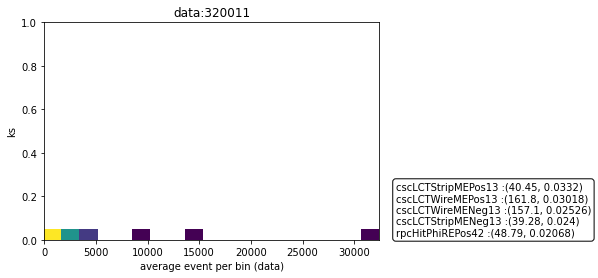 data:320011
1.0
0.8
0.6
0.4
0.2
0.0
ks
0
5000
10000
15000
20000
25000
30000
average event per bin (data)
cscLCTStripMEPos13 :(40.45, 0.0332)
cscLCTWireMEPos13 :(161.8, 0.03018)
cscLCTWireMENeg13 :(157.1, 0.02526)
cscLCTStripMENeg13 :(39.28, 0.024)
rpcHitPhiREPos42 :(48.79, 0.02068)